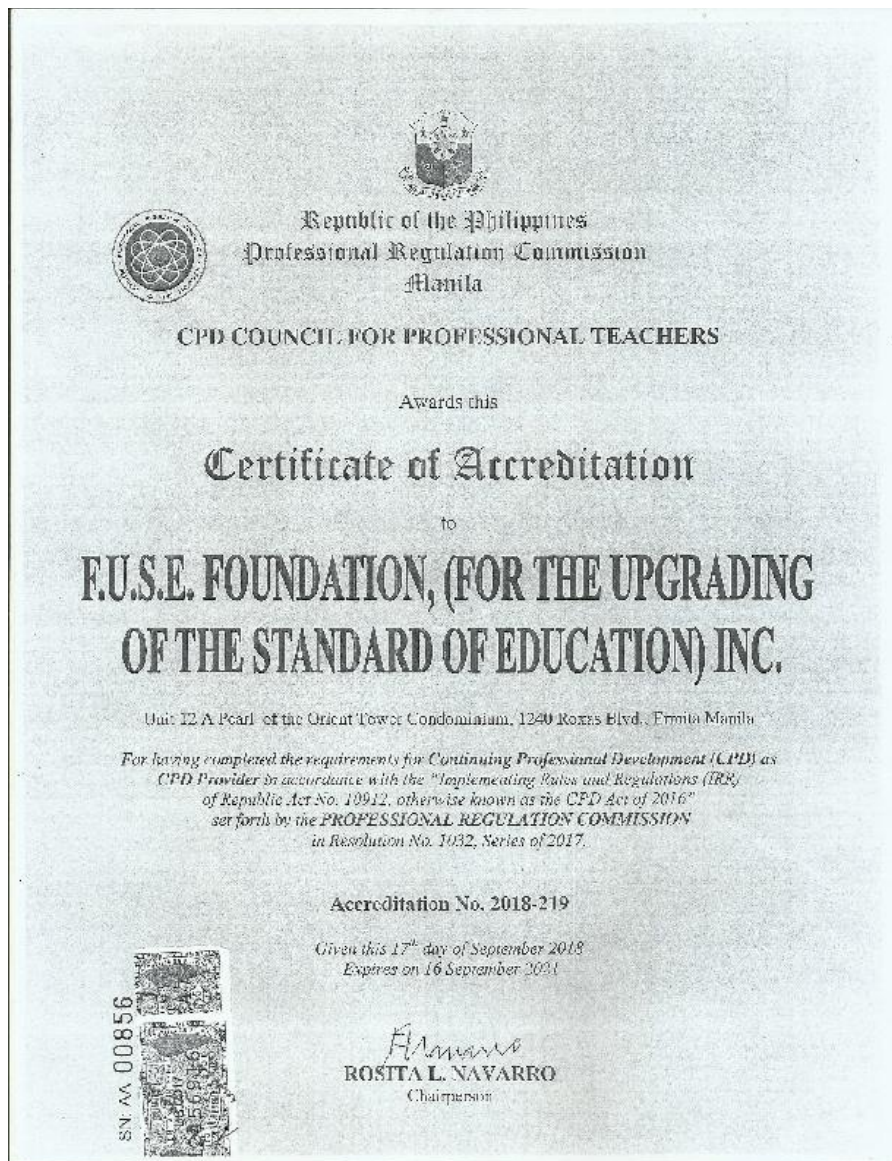 Republic of the Philippines
Professional Regulation Commission
Manila
CPD COUNCIL FOR PROFESSIONAL TEACHERS
Awards this
Certificate of Accreditation
to
F.U.S.E. FOUNDATION, (FOR THE UPGRADING
OF THE STANDARD OF EDUCATION) INC.
Unit 12 A Pearl of the Orient Tower Condominium, 1240 Roxas Blvd., Ermita Manila
For having completed the requirements for Continuing Professional Development (CPD) as
CPD Provider in accordance with the "Implementing Rules and Regulations (IRR)
of Republic Act No. 10912, otherwise known as the CPD Act of 2016"
set forth by the PROFESSIONAL REGULATION COMMISSION
in Resolution No. 1032, Series of 2017.
Accreditation No. 2018-219
Given this 17th day of September 2018
Expires on 16 September 2021
SN: AA 00856
ROSITA L. NAVARRO
Chairperson